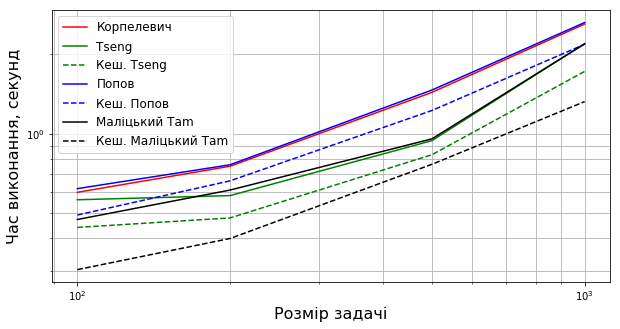 Час виконання, секунд
Корпелевич
Tseng
Кеш. Tseng
Попов
Кеш. Попов
Маліцький Tam
Кеш. Маліцький Tam
10⁰
10²
10³
Розмір задачі